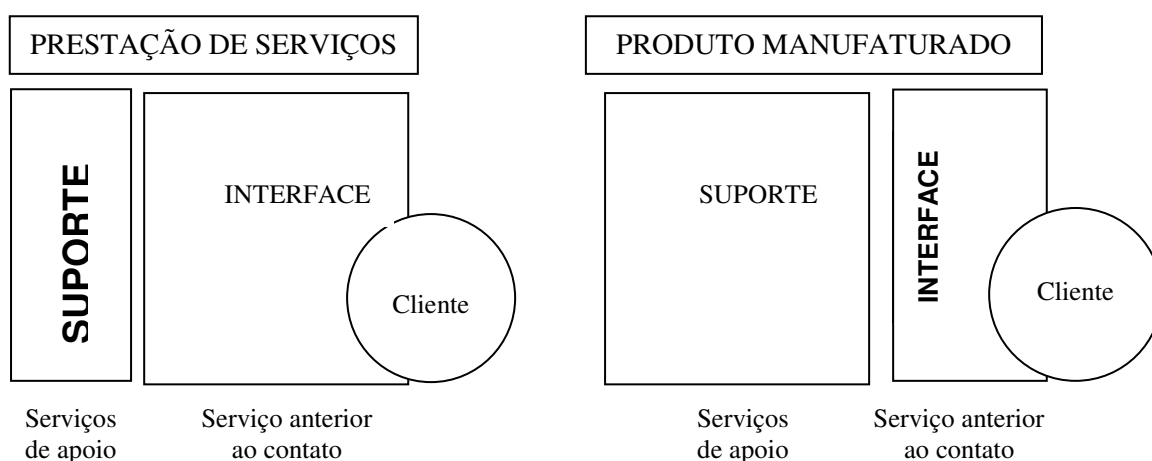 PRESTAÇÃO DE SERVIÇOS
SUPORTE
INTERFACE
Cliente
Serviços
de apoio
Serviço anterior
ao contato
PRODUTO MANUFATURADO
SUPORTE
INTERFACE
Cliente
Serviços
de apoio
Serviço anterior
ao contato